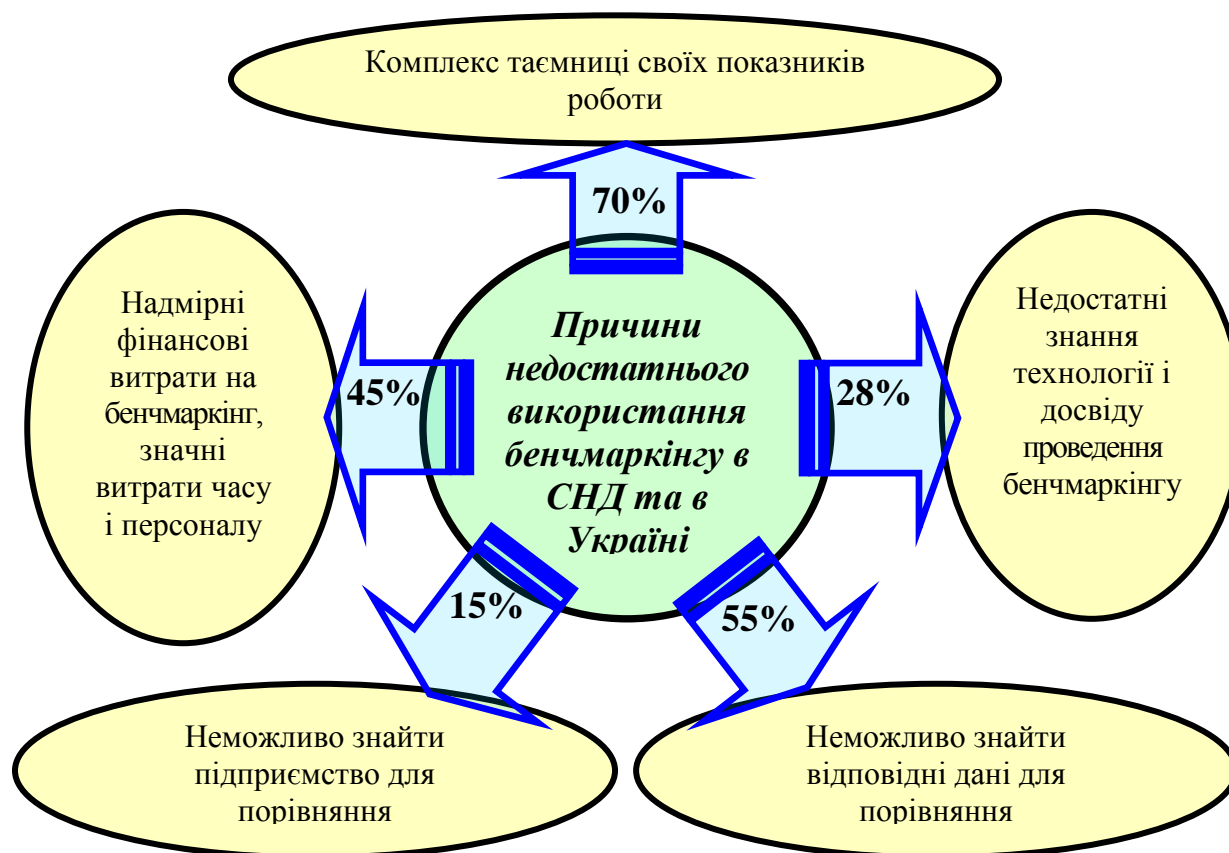 Комплекс таємниці своїх показників
роботи
70%
Надмірні
фінансові
витрати на
бенчмаркінг,
значні
витрати часу
і персоналу
45%
Причини
недостатнього
використання
бенчмаркінгу в
СНД та в
Україні
28%
Недостатні
знання
технології і
досвіду
проведення
бенчмаркінгу
15%
55%
Неможливо знайти
підприємство для
порівняння
Неможливо знайти
відповідні дані для
порівняння